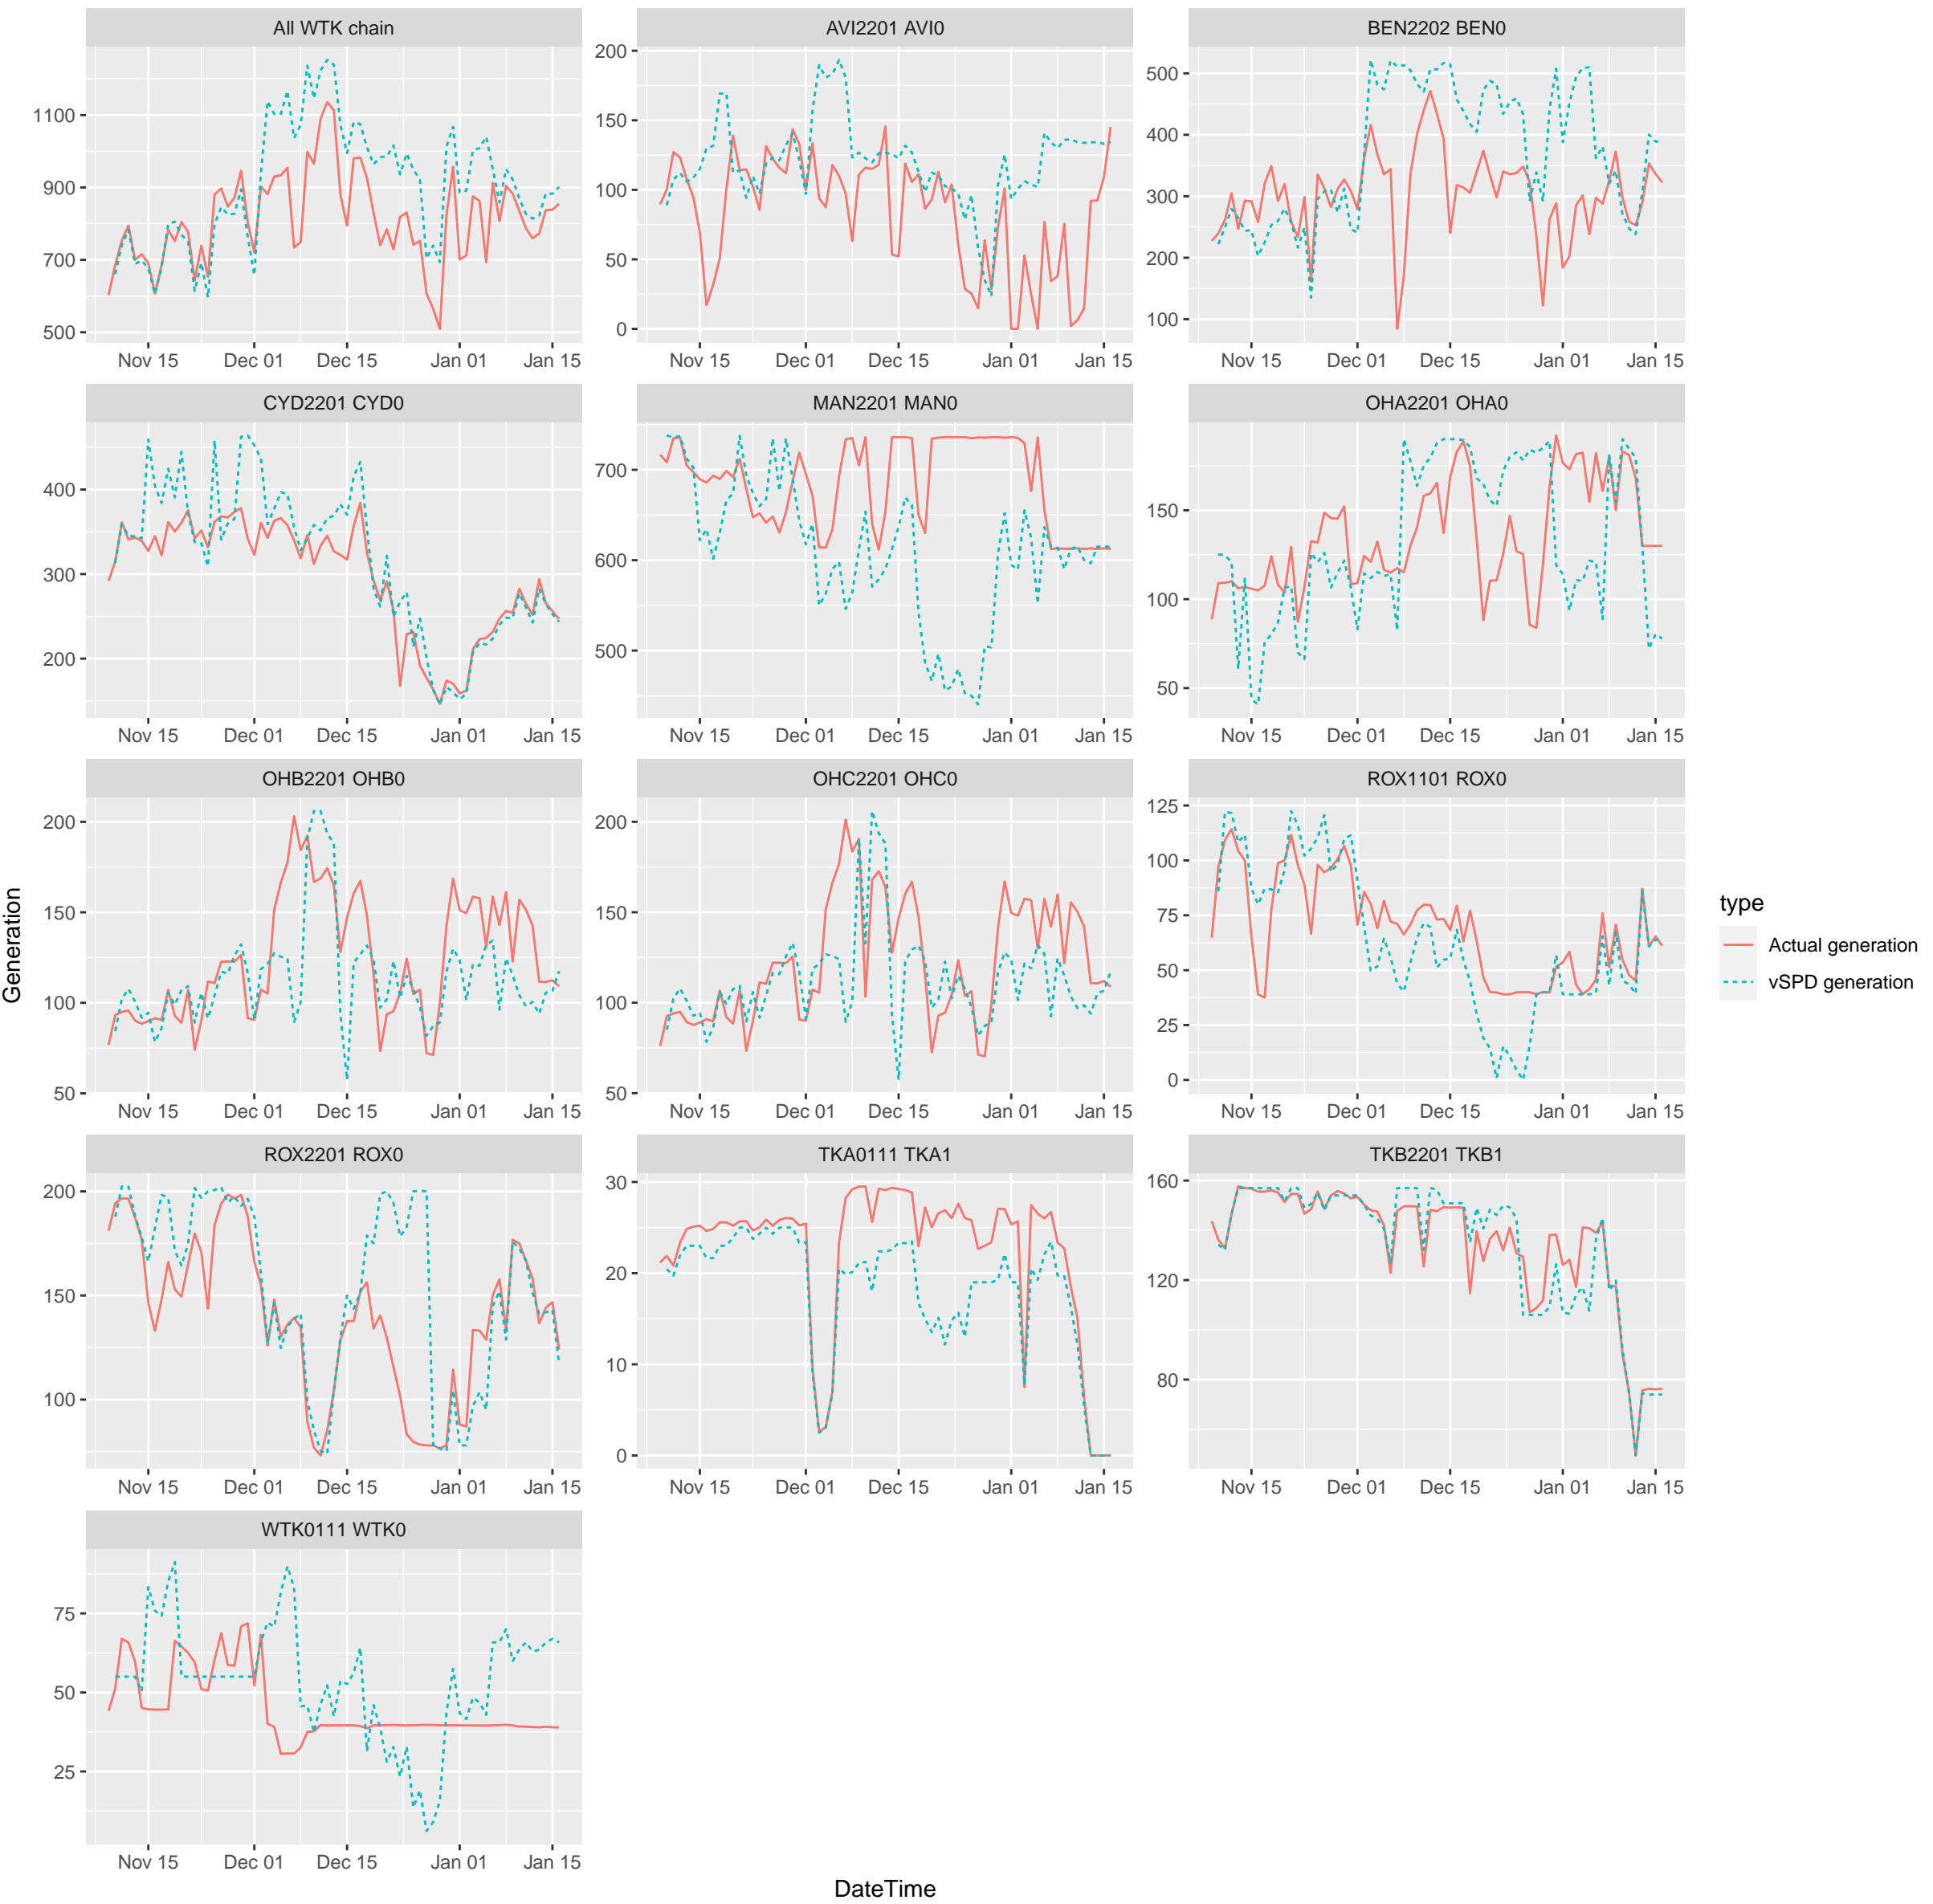 All WTK chain
AVI2201 AVI0
BEN2202 BEN0
1100
900
700
500
200
150
100
50
0
500
400
300
200
100
Nov 15 Dec 01 Dec 15 Jan 01 Jan 15
Nov 15 Dec 01 Dec 15 Jan 01 Jan 15
Nov 15 Dec 01 Dec 15 Jan 01 Jan 15
CYD2201 CYD0
MAN2201 MAN0
OHA2201 OHA0
400
300
200
700
600
500
150
100
50
Nov 15 Dec 01 Dec 15 Jan 01 Jan 15
Nov 15 Dec 01 Dec 15 Jan 01 Jan 15
Nov 15 Dec 01 Dec 15 Jan 01 Jan 15
OHB2201 OHB0
OHC2201 OHC0
ROX1101 ROX0
200
150
100
50
200
150
100
50
125
100
75
50
25
0
Nov 15 Dec 01 Dec 15 Jan 01 Jan 15
Nov 15 Dec 01 Dec 15 Jan 01 Jan 15
Nov 15 Dec 01 Dec 15 Jan 01 Jan 15
ROX2201 ROX0
TKA0111 TKA1
TKB2201 TKB1
200
150
100
30
20
10
0
160
120
80
Nov 15 Dec 01 Dec 15 Jan 01 Jan 15
Nov 15 Dec 01 Dec 15 Jan 01 Jan 15
Nov 15 Dec 01 Dec 15 Jan 01 Jan 15
WTK0111 WTK0
75
50
25
Nov 15 Dec 01 Dec 15 Jan 01 Jan 15
Generation
DateTime
type
Actual generation
vSPD generation